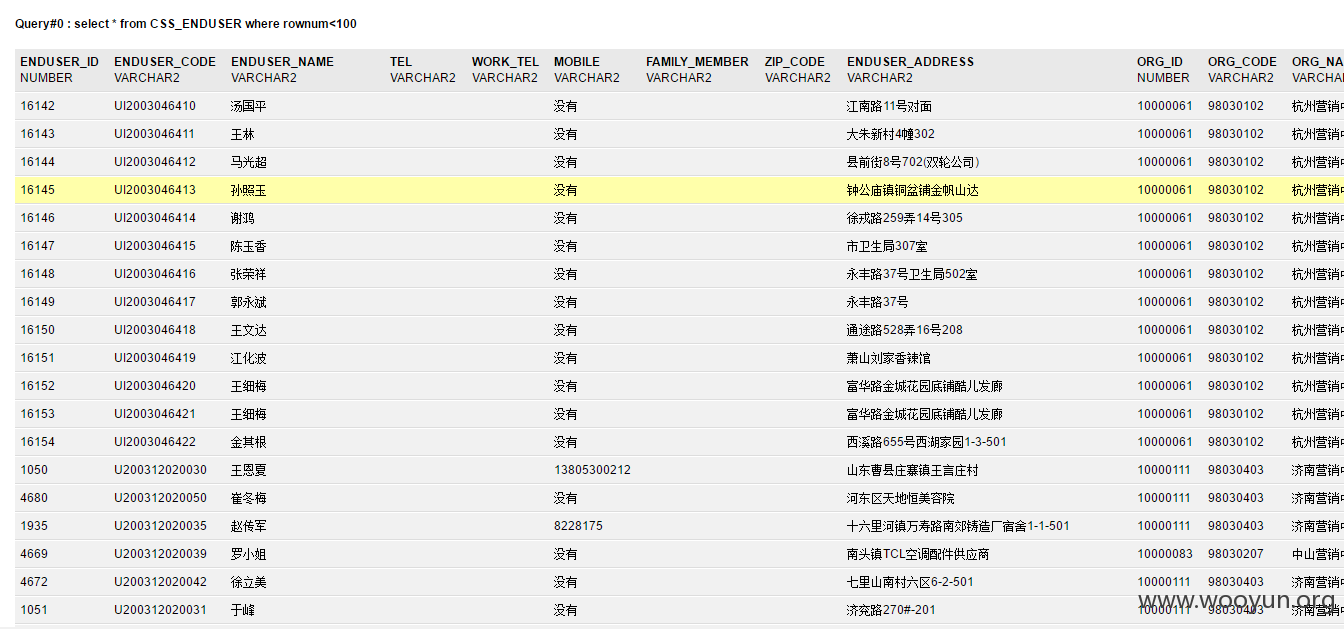 Query#0 : select * from CSS_ENDUSER where rownum<100
ENDUSER_ID ENDUSER_CODE ENDUSER_NAME TEL WORK_TEL MOBILE FAMILY_MEMBER ZIP_CODE ENDUSER_ADDRESS ORG_ID ORG_CODE ORG_NA
NUMBER VARCHAR2 VARCHAR2 VARCHAR2 VARCHAR2 VARCHAR2 VARCHAR2 VARCHAR2 VARCHAR2 NUMBER VARCHAR2 VARCHA
16142 UI2003046410 汤国平 没有 江南路11号对面 10000061 98030102 杭州营销
16143 UI2003046411 王林 没有 大朱新村4幢302 10000061 98030102 杭州营销
16144 UI2003046412 马光超 没有 县前街8号702(双轮公司) 10000061 98030102 杭州营销
16145 UI2003046413 孙照玉 没有 钟公庙镇铜盆铺金帆山达 10000061 98030102 杭州营销
16146 UI2003046414 谢鸿 没有 徐戎路259弄14号305 10000061 98030102 杭州营销
16147 UI2003046415 陈玉香 没有 市卫生局307室 10000061 98030102 杭州营销
16148 UI2003046416 张荣祥 没有 永丰路37号卫生局502室 10000061 98030102 杭州营销
16149 UI2003046417 郭永斌 没有 永丰路37号 10000061 98030102 杭州营销
16150 UI2003046418 王文达 没有 通途路528弄16号208 10000061 98030102 杭州营销
16151 UI2003046419 江化波 没有 萧山刘家香辣馆 10000061 98030102 杭州营销
16152 UI2003046420 王细梅 没有 富华路金城花园底铺酷儿发廊 10000061 98030102 杭州营销
16153 UI2003046421 王细梅 没有 富华路金城花园底铺酷儿发廊 10000061 98030102 杭州营销
16154 UI2003046422 金其根 没有 西溪路655号西湖家园1-3-501 10000061 98030102 杭州营销
1050 U200312020030 王恩夏 13805300212 山东曹县庄寨镇王言庄村 10000111 98030403 济南营销
4680 U200312020050 崔冬梅 没有 河东区天地恒美容院 10000111 98030403 济南营销
1935 U200312020035 赵传军 8228175 十六里河镇万寿路南郊铸造厂宿舍1-1-501 10000111 98030403 济南营销
4669 U200312020039 罗小姐 没有 南头镇TCL空调配件供应商 10000083 98030207 中山营销
4672 U200312020042 徐立美 没有 七里山南村六区6-2-501 10000111 98030403 济南营销
1051 U200312020031 于峰 没有 济兖路270#-201 10000111 98030403 济南营销
www.wooyun.org